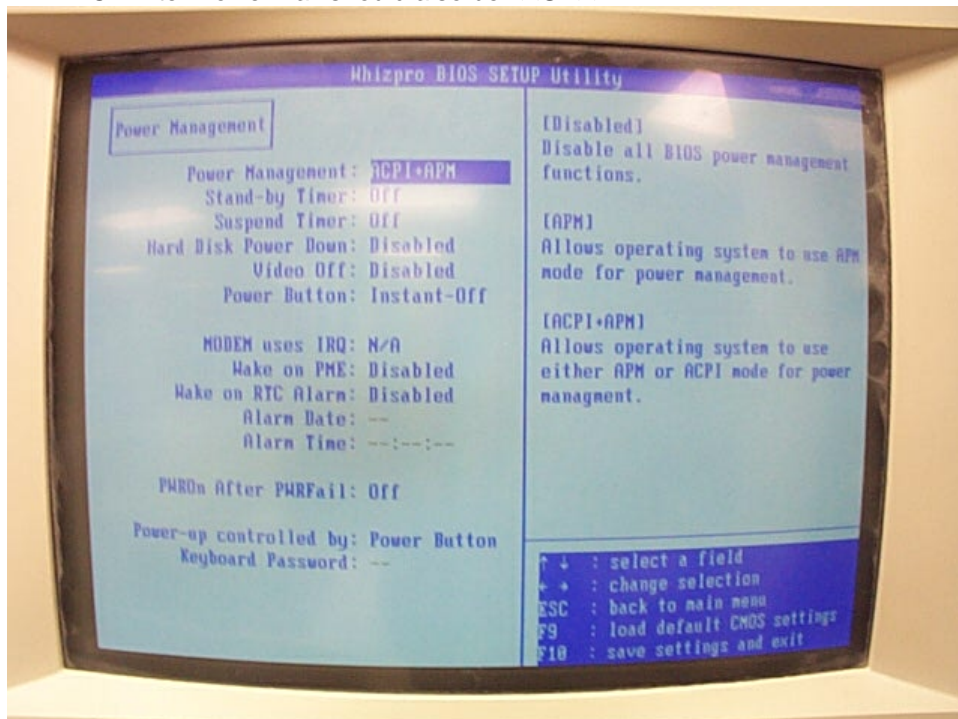 Whizpro BIOS SETUP Utility
Power Management
Power Management: ACPI+APM
Stand-by Timer: Off
Suspend Timer: Off
Hard Disk Power Down: Disabled
Video Off: Disabled
Power Button: Instant-Off
MODEM uses IRQ: N/A
Wake on PME: Disabled
Wake on RTC Alarm: Disabled
Alarm Date: --
Alarm Time: --:--:--
PWROn After PWRFail: Off
Power-up controlled by: Power Button
Keyboard Password: --
[Disabled]
Disable all BIOS power management
functions.
[APM]
Allows operating system to use APM
mode for power management.
[ACPI+APM]
Allows operating system to use
either APM or ACPI mode for power
managment.
↑ ↓ : select a field
← → : change selection
ESC : back to main menu
F9 : load default CMOS settings
F10 : save settings and exit